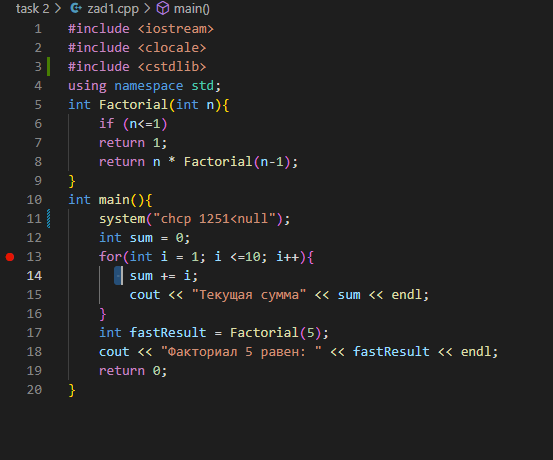 task 2 > zad1.cpp > main()
1 #include <iostream>
2 #include <clocale>
3 #include <cstdlib>
4 using namespace std;
5 int Factorial(int n){
6 if (n<=1)
7 return 1;
8 return n * Factorial(n-1);
9 }
10 int main(){
11 system("chcp 1251<null");
12 int sum = 0;
13 for(int i = 1; i <=10; i++){
14 sum += i;
15 cout << "Текущая сумма" << sum << endl;
16 }
17 int fastResult = Factorial(5);
18 cout << "Факториал 5 равен: " << fastResult << endl;
19 return 0;
20 }